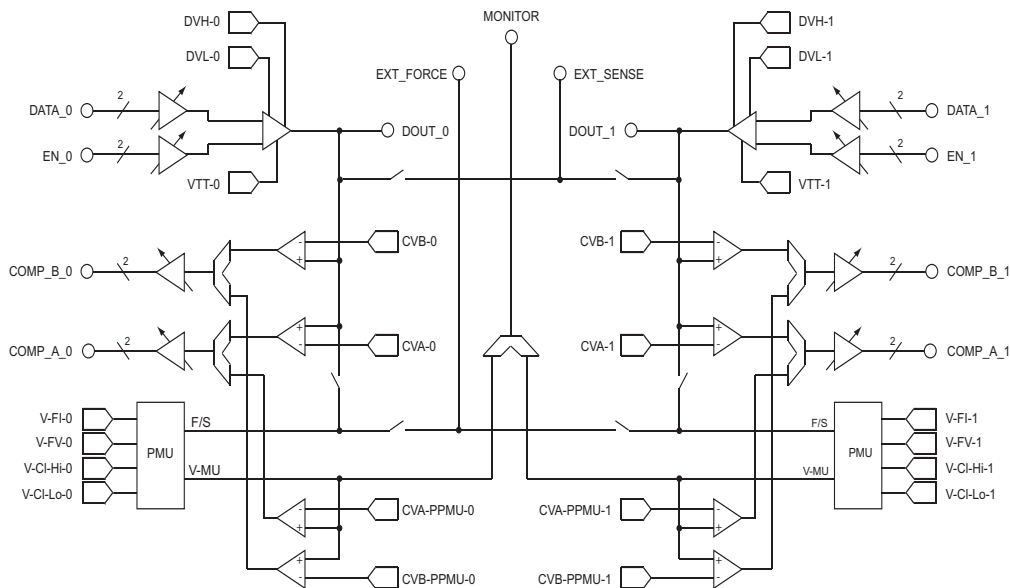 MONITOR
DVH-0
DVH-1
DVL-0
DVL-1
EXT_FORCE
EXT_SENSE
DATA_0
2
2
DATA_1
DOUT_0
DOUT_1
EN_0
2
2
EN_1
VTT-0
VTT-1
CVB-0
CVB-1
-
+
-
+
COMP_B_0
2
2
COMP_B_1
CVA-0
CVA-1
+
-
+
-
COMP_A_0
2
2
COMP_A_1
V-FI-0
V-FV-0
V-CI-Hi-0
V-CI-Lo-0
PMU
F/S
V-MU
F/S
V-MU
PMU
V-FI-1
V-FV-1
V-CI-Hi-1
V-CI-Lo-1
-
+
CVA-PPMU-0
CVA-PPMU-1
-
+
+
-
CVB-PPMU-0
CVB-PPMU-1
+
-